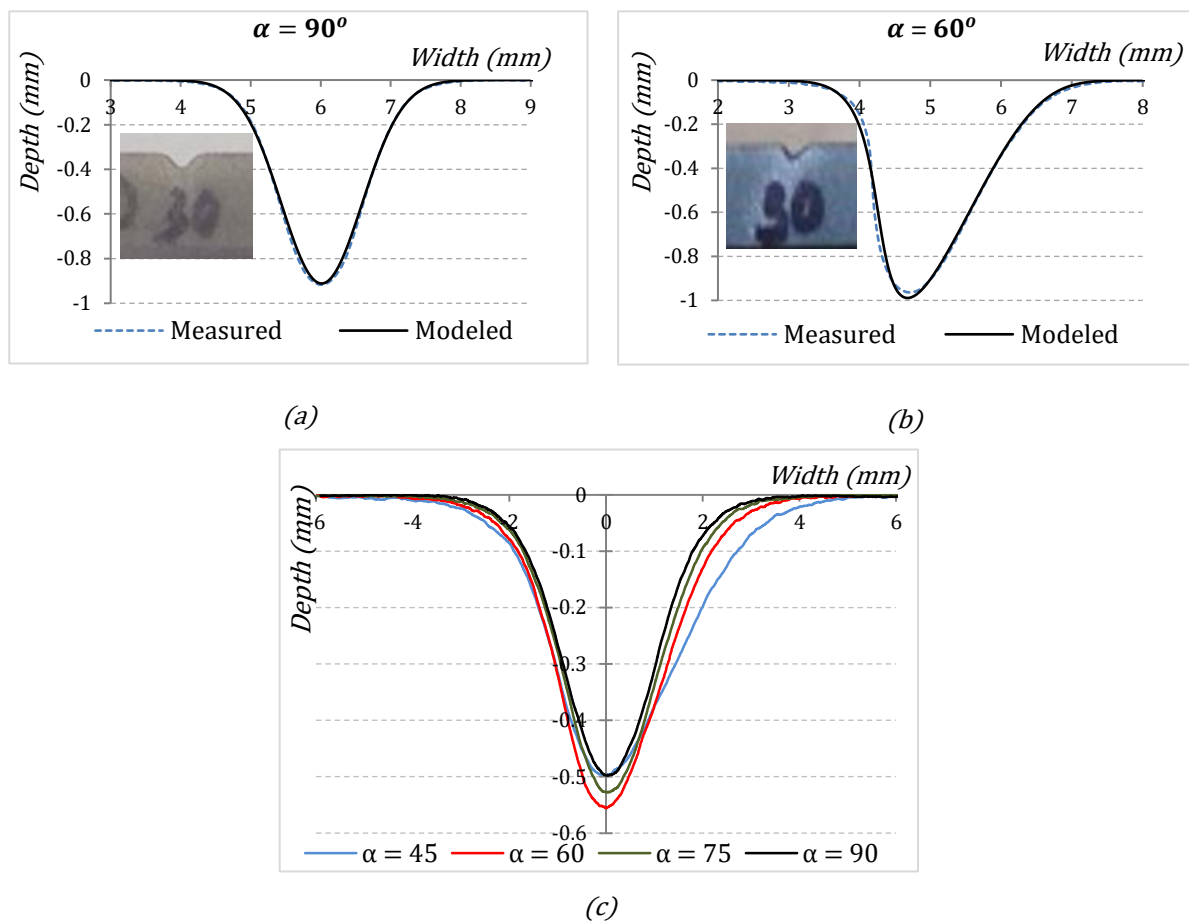 α = 90°
Width (mm)
Depth (mm)
0
-0.2
-0.4
-0.6
-0.8
-1
3 4 5 6 7 8 9
30
Measured Modeled
(a)
α = 60°
Width (mm)
Depth (mm)
0
-0.2
-0.4
-0.6
-0.8
-1
2 3 4 5 6 7 8
30
Measured Modeled
(b)
Width (mm)
Depth (mm)
0
-0.1
-0.2
-0.3
-0.4
-0.5
-0.6
-6 -4 -2 0 2 4 6
α = 45 α = 60 α = 75 α = 90
(c)